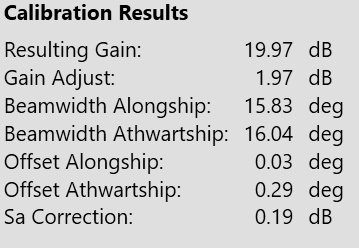 Calibration Results
Resulting Gain: 19.97 dB
Gain Adjust: 1.97 dB
Beamwidth Alongship: 15.83 deg
Beamwidth Athwartship: 16.04 deg
Offset Alongship: 0.03 deg
Offset Athwartship: 0.29 deg
Sa Correction: 0.19 dB